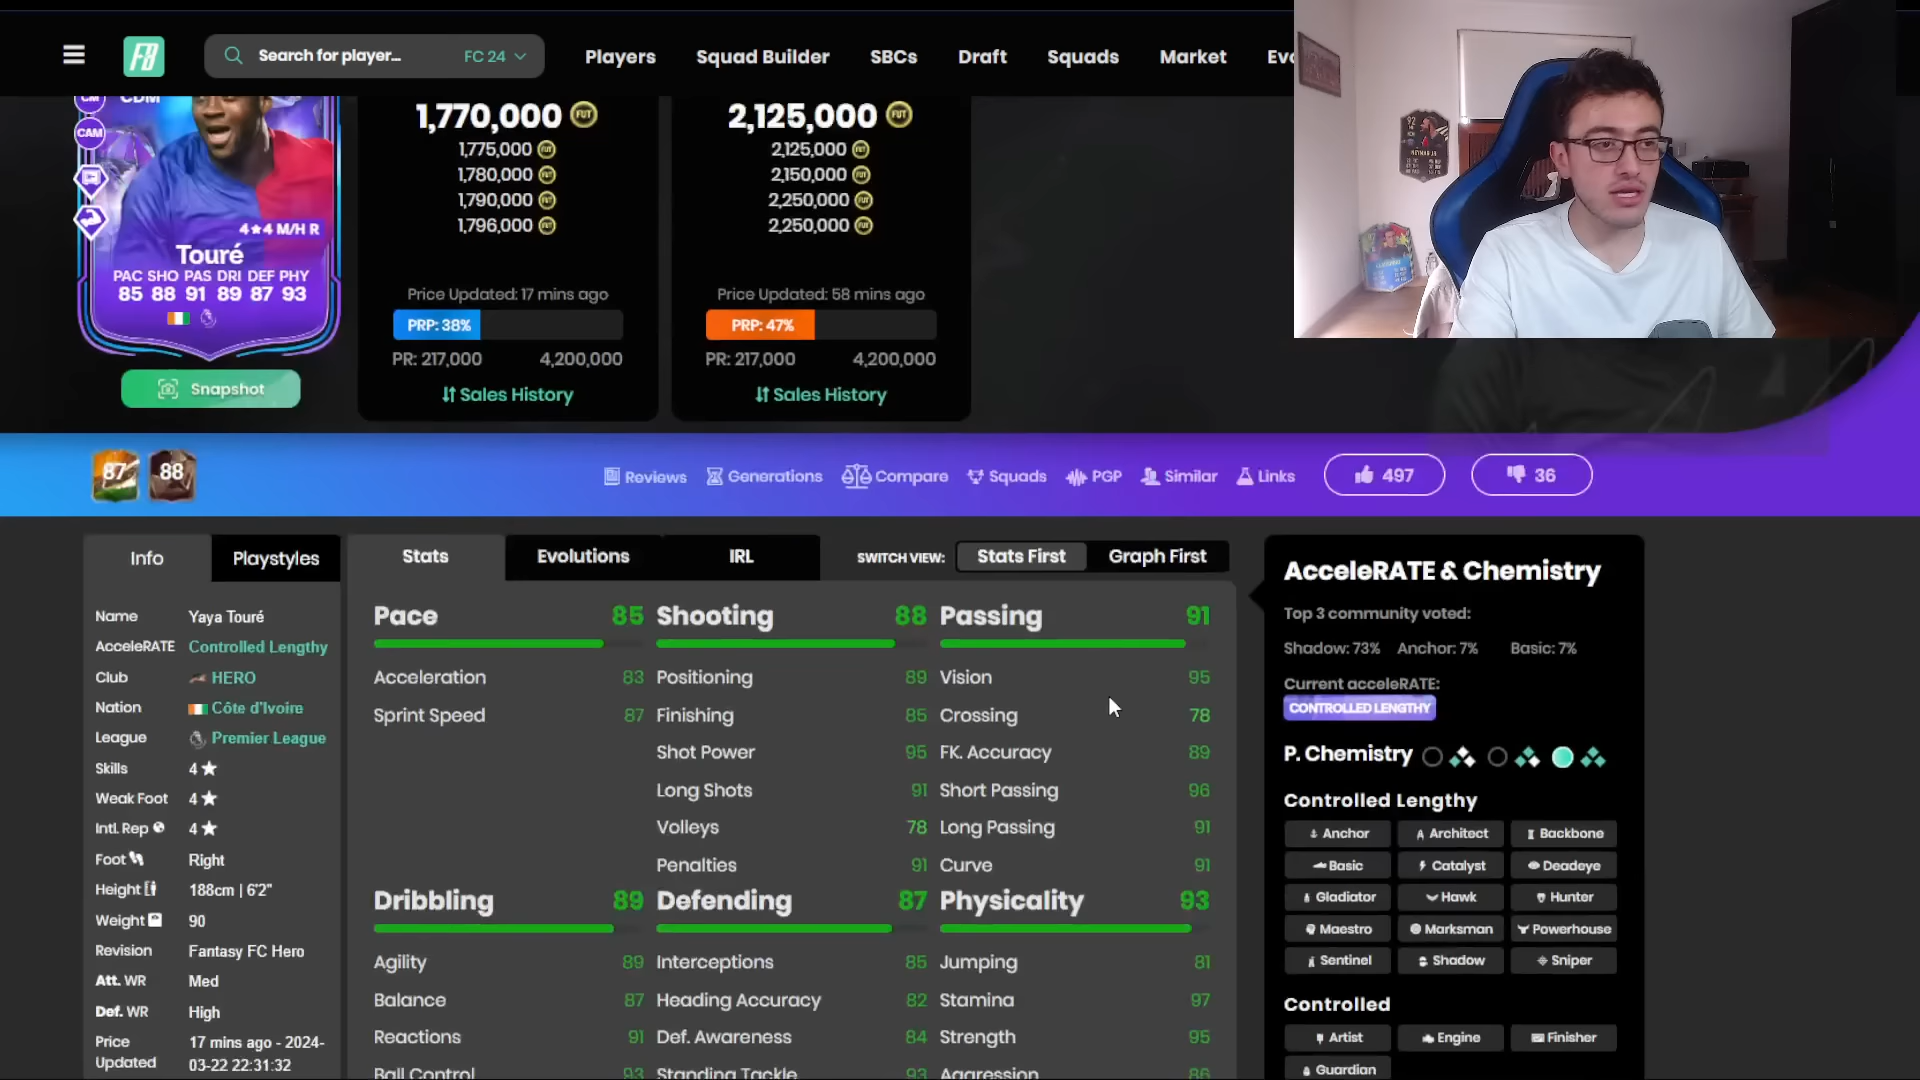 F8
Search for player...
FC 24
Players
Squad Builder
SBCs
Draft
Squads
Market
CDM
CM
CAM
4★4 M/H R
Touré
PAC SHO PAS DRI DEF PHY
85 88 91 89 87 93
Snapshot
1,770,000
1,775,000
1,780,000
1,790,000
1,796,000
Price Updated: 17 mins ago
PRP: 38%
PR: 217,000 4,200,000
Sales History
2,125,000
2,125,000
2,150,000
2,250,000
2,250,000
Price Updated: 58 mins ago
PRP: 47%
PR: 217,000 4,200,000
Sales History
92
NEYMAR JR
87
88
Reviews
Generations
Compare
Squads
PGP
Similar
Links
497
36
Info
Playstyles
Name Yaya Touré
AcceleRATE Controlled Lengthy
Club HERO
Nation Côte d'Ivoire
League Premier League
Skills 4★
Weak Foot 4★
Intl. Rep 4★
Foot Right
Height 188cm | 6'2"
Weight 90
Revision Fantasy FC Hero
Att. WR Med
Def. WR High
Price Updated 17 mins ago - 2024-
03-22 22:31:32
Stats
Evolutions
IRL
SWITCH VIEW:
Stats First
Graph First
Pace 85
Acceleration 83
Sprint Speed 87
Shooting 88
Positioning 89
Finishing 85
Shot Power 95
Long Shots 91
Volleys 78
Penalties 91
Passing 91
Vision 95
Crossing 78
FK. Accuracy 89
Short Passing 96
Long Passing 91
Curve 91
Dribbling 89
Agility 89
Balance 87
Reactions 91
Ball Control 93
Defending 87
Interceptions 85
Heading Accuracy 82
Def. Awareness 84
Standing Tackle 93
Physicality 93
Jumping 81
Stamina 97
Strength 95
Aggression 86
AcceleRATE & Chemistry
Top 3 community voted:
Shadow: 73% Anchor: 7% Basic: 7%
Current acceleRATE:
CONTROLLED LENGTHY
P. Chemistry
Controlled Lengthy
Anchor Architect Backbone
Basic Catalyst Deadeye
Gladiator Hawk Hunter
Maestro Marksman Powerhouse
Sentinel Shadow Sniper
Controlled
Artist Engine Finisher
Guardian